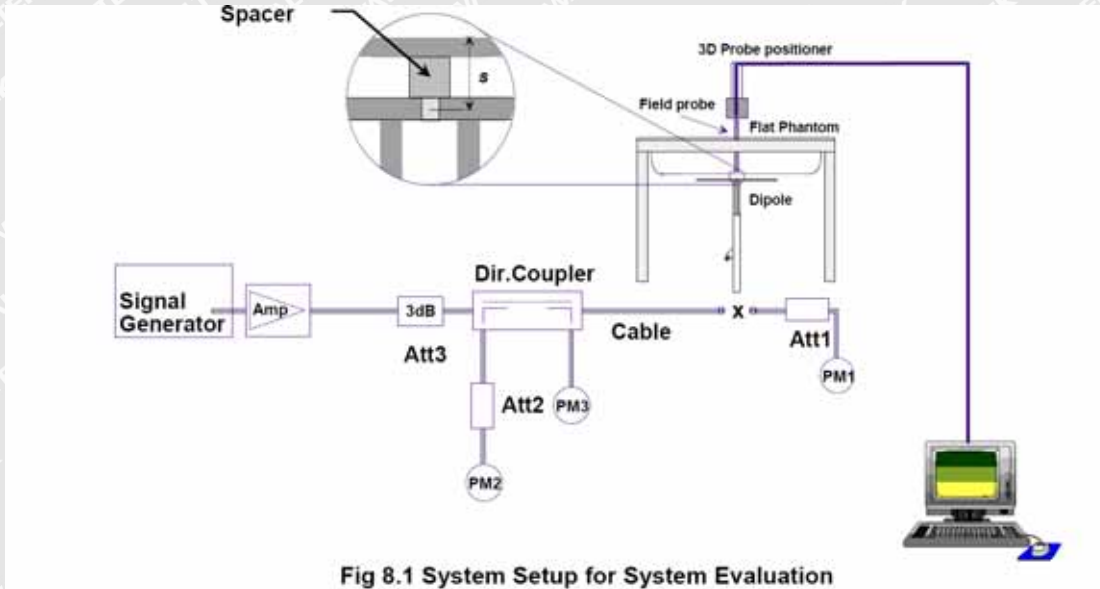 Spacer
s
3D Probe positioner
Field probe
Flat Phantom
Dipole
Signal
Generator
Amp
3dB
Att3
Dir.Coupler
Cable
x
Att1
PM1
Att2
PM3
PM2
Fig 8.1 System Setup for System Evaluation